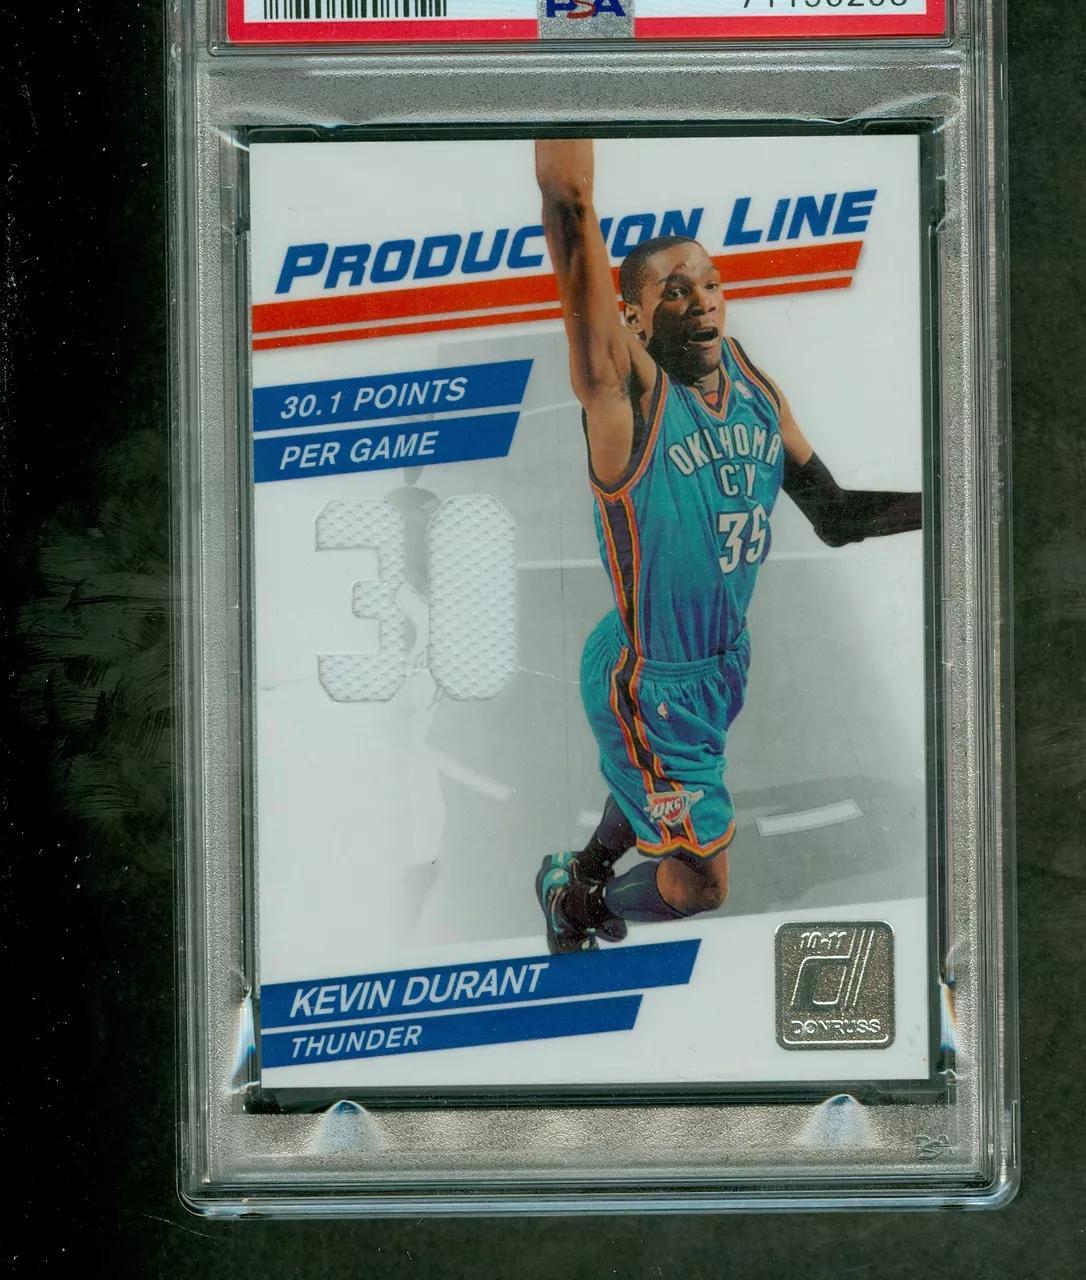 PSA
PRODUCTION LINE
30.1 POINTS
PER GAME
OKLAHOMA
CITY
35
30
OKC
KEVIN DURANT
THUNDER
10-11
DONRUSS
PSA